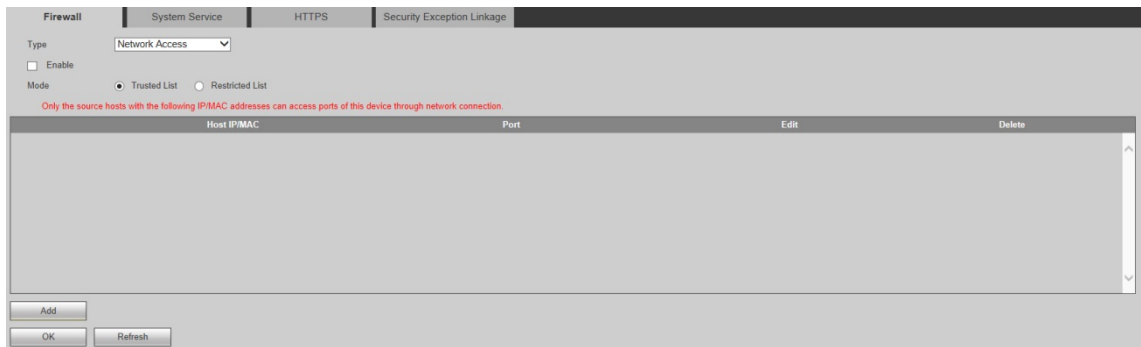 Firewall System Service HTTPS Security Exception Linkage
Type Network Access
Enable
Mode Trusted List Restricted List
Only the source hosts with the following IP/MAC addresses can access ports of this device through network connection.
Host IP/MAC Port Edit Delete
Add
OK Refresh